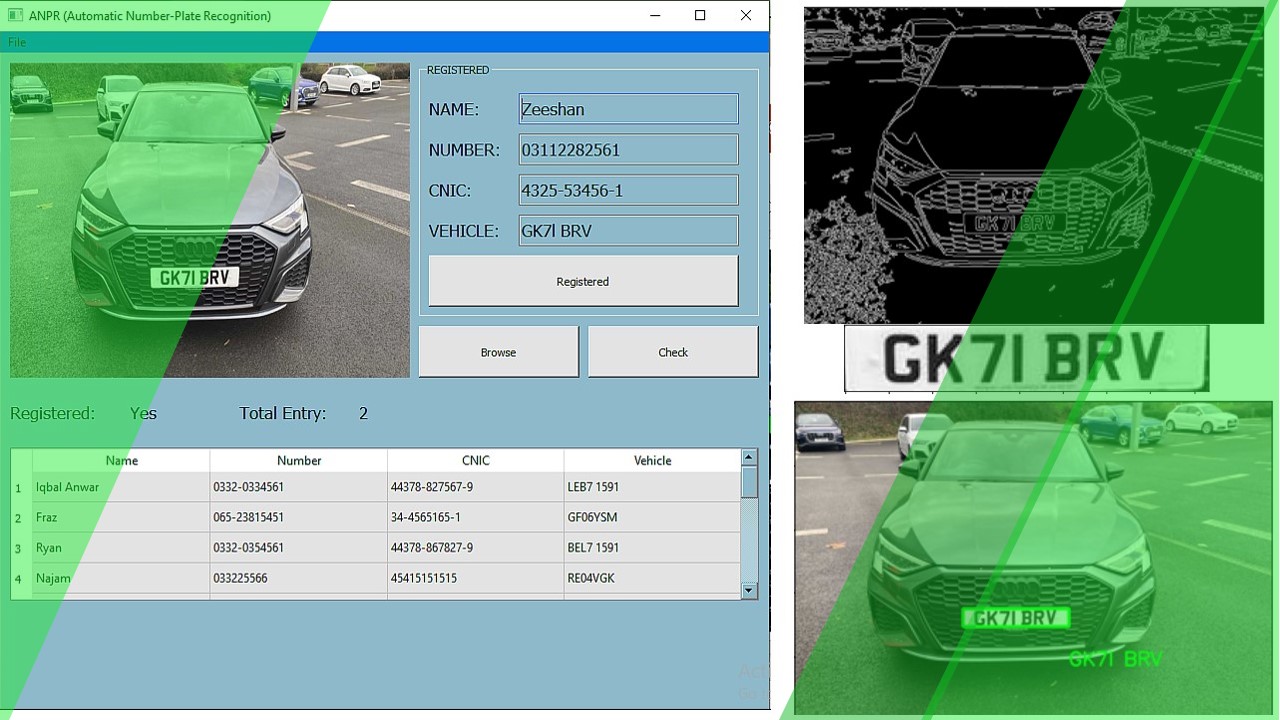 ANPR (Automatic Number-Plate Recognition)
File
GK71 BRV
REGISTERED
NAME: Zeeshan
NUMBER: 03112282561
CNIC: 4325-53456-1
VEHICLE: GK7l BRV
Registered
Browse Check
Registered: Yes Total Entry: 2
Name Number CNIC Vehicle
1 Iqbal Anwar 0332-0334561 44378-827567-9 LEB7 1591
2 Fraz 065-23815451 34-4565165-1 GF06YSM
3 Ryan 0332-0354561 44378-867827-9 BEL7 1591
4 Najam 033225566 45415151515 RE04VGK
GK71 BRV
GK71 BRV
GK71 BRV
GK71 BRV